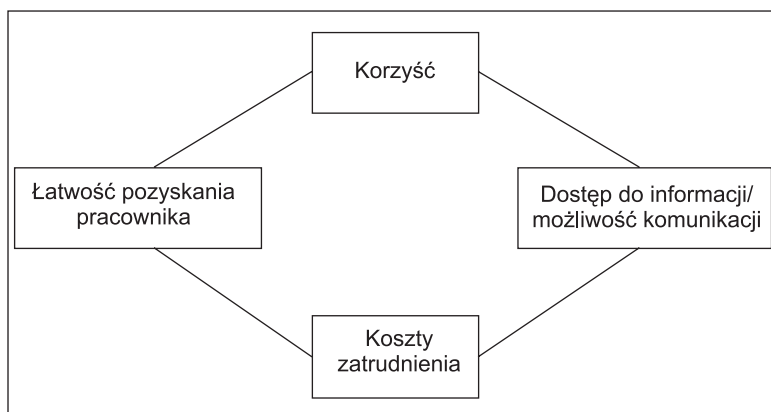 Korzyść
Łatwość pozyskania
pracownika
Dostęp do informacji/
możliwość komunikacji
Koszty
zatrudnienia